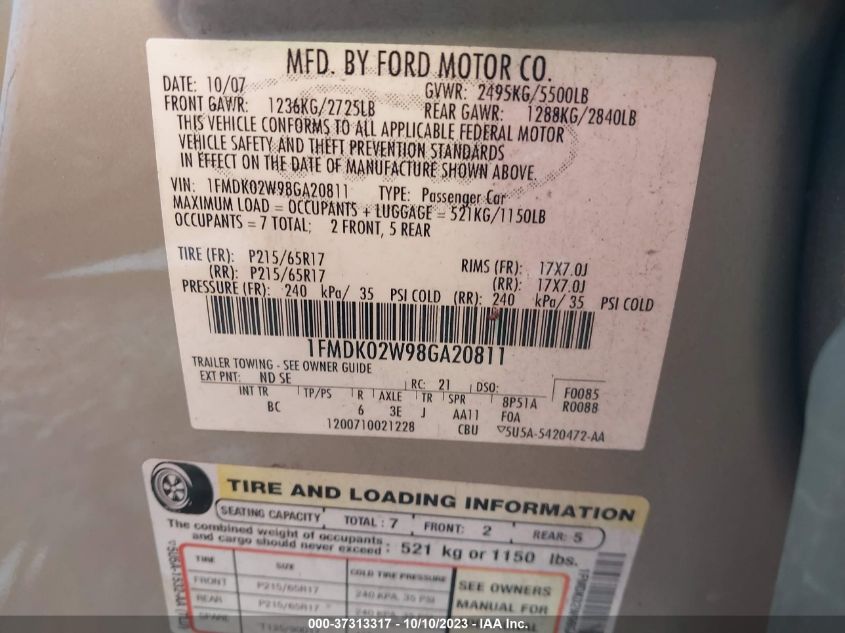 MFD. BY FORD MOTOR CO.
DATE: 10/07 GVWR: 2495KG/5500LB
FRONT GAWR: 1236KG/2725LB REAR GAWR: 1288KG/2840LB
THIS VEHICLE CONFORMS TO ALL APPLICABLE FEDERAL MOTOR
VEHICLE SAFETY AND THEFT PREVENTION STANDARDS
IN EFFECT ON THE DATE OF MANUFACTURE SHOWN ABOVE.
VIN: 1FMDK02W98GA20811 TYPE: Passenger Car
MAXIMUM LOAD = OCCUPANTS + LUGGAGE = 521KG/1150LB
OCCUPANTS = 7 TOTAL; 2 FRONT, 5 REAR
TIRE (FR): P215/65R17 RIMS (FR): 17X7.0J
(RR): P215/65R17 (RR): 17X7.0J
PRESSURE (FR): 240 kPa/ 35 PSI COLD (RR): 240 kPa/ 35 PSI COLD
1FMDK02W98GA20811
TRAILER TOWING - SEE OWNER GUIDE
EXT PNT: ND SE RC: 21 DSO: F0085
INT TR TP/PS R AXLE TR SPR 8P51A R0088
BC 6 3E J AA11 F0A
1200710021228 CBU 5U5A-5420472-AA
TIRE AND LOADING INFORMATION
SEATING CAPACITY TOTAL : 7 FRONT: 2 REAR: 5
The combined weight of occupants
and cargo should never exceed : 521 kg or 1150 lbs.
TIRE SIZE COLD TIRE PRESSURE
FRONT P215/65R17 240 KPA, 35 PSI SEE OWNERS
REAR P215/65R17 240 KPA, 35 PSI MANUAL FOR
SPARE
000-37313317 - 10/10/2023 - IAA Inc.